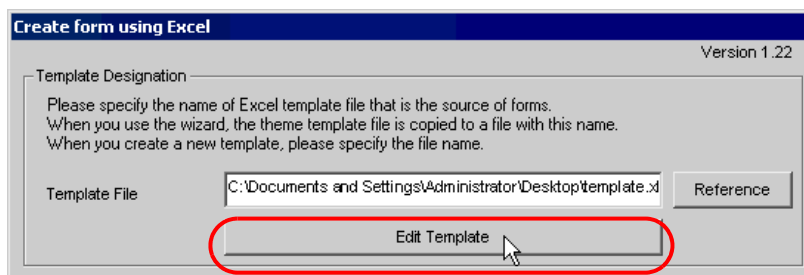 Create form using Excel
Version 1.22
Template Designation
Please specify the name of Excel template file that is the source of forms.
When you use the wizard, the theme template file is copied to a file with this name.
When you create a new template, please specify the file name.
Template File C:\Documents and Settings\Administrator\Desktop\template.xl Reference
Edit Template